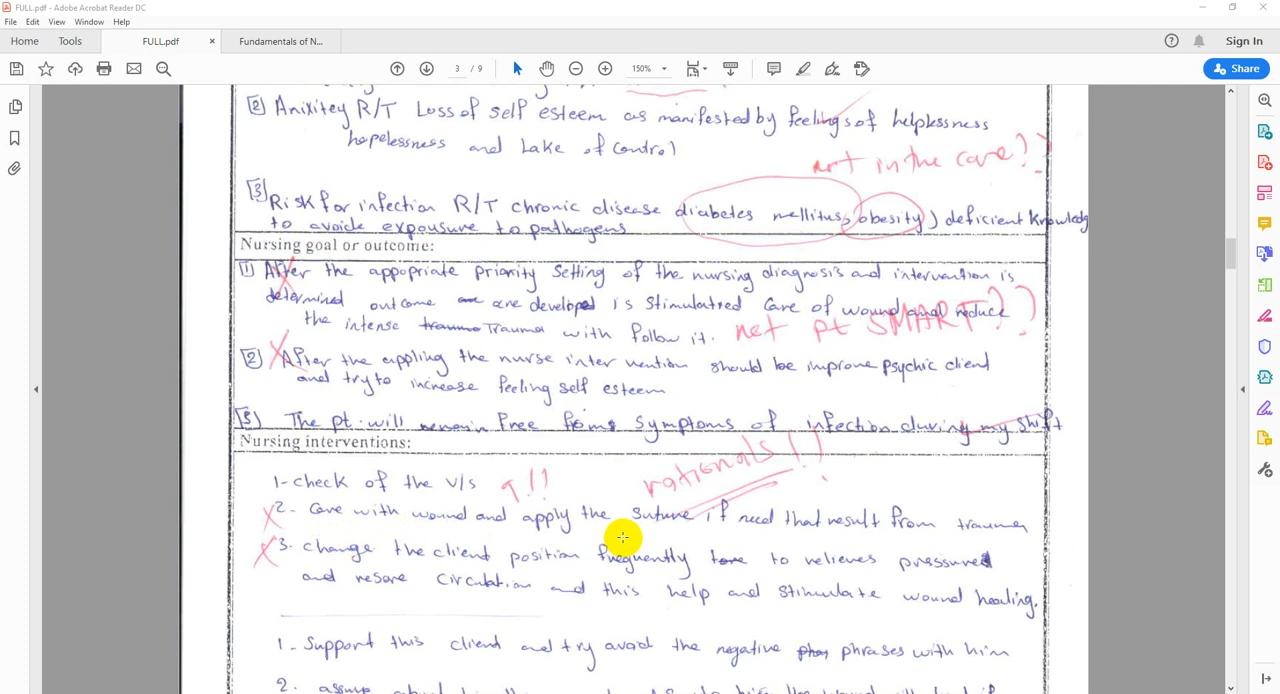 FULL.pdf - Adobe Acrobat Reader DC
File Edit View Window Help
Home Tools FULL.pdf × Fundamentals of N... Sign In
3 / 9 150% Share
[2] Anixitey R/T Loss of self esteem as manifested by feelings of helplessness
hopelessness and Lake of control
not in the care??
[3] Risk for infection R/T chronic disease diabetes mellitus, obesity) deficient knowledg
to avoide expousure to pathogens
Nursing goal or outcome:
[1] After the appopriate priority setting of the nursing diagnosis and intervention is
determined outcome are developed is stimulatred Care of wound and reduce
the intense Trauma with follow it. not pt SMART??
[2] After the appling the nurse inter vention should be improve psychic client
and try to increase feeling self esteem
[3] The pt. will remain free from symptoms of infection during my shift
Nursing interventions:
rationals!!
1- check of the v/s ?!!
2- Care with wound and apply the suture if need that result from trauma
3. change the client position frequently to relieves pressure
and resore circulation and this help and stimulate wound healing.
1- Support this client and try avoid the negative phrases with him
2.